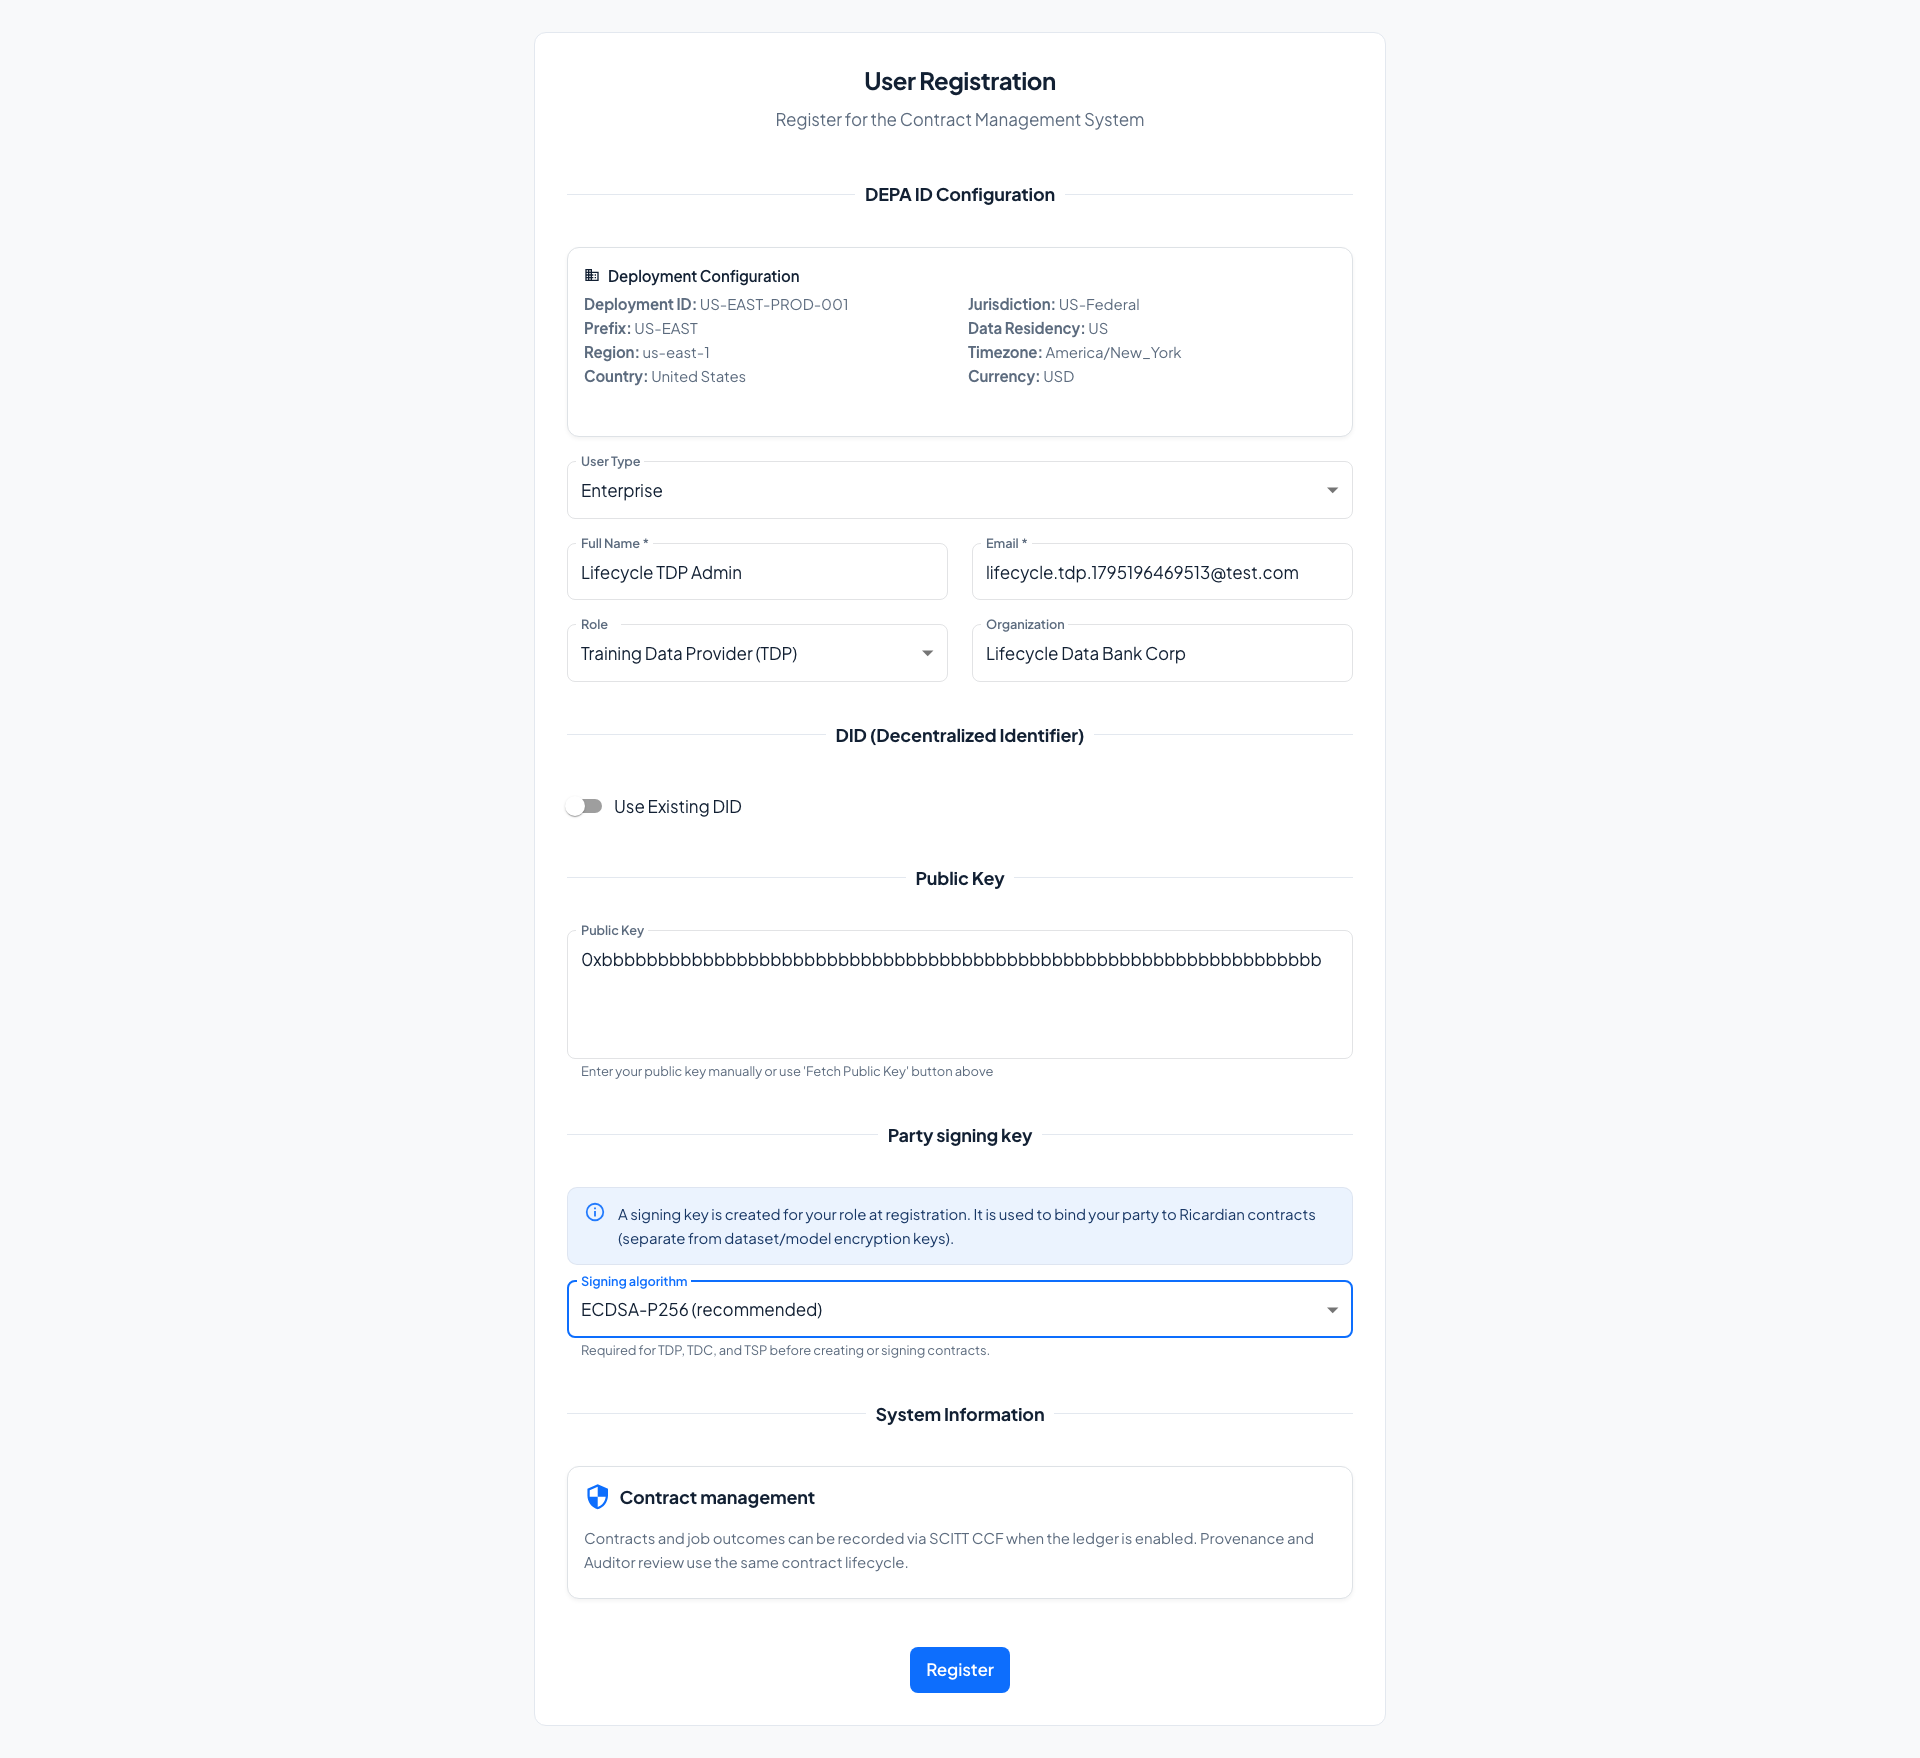 User Registration
Register for the Contract Management System
DEPA ID Configuration
Deployment Configuration
Deployment ID: US-EAST-PROD-001
Prefix: US-EAST
Region: us-east-1
Country: United States
Jurisdiction: US-Federal
Data Residency: US
Timezone: America/New_York
Currency: USD
User Type
Enterprise
Full Name *
Lifecycle TDP Admin
Email *
lifecycle.tdp.1795196469513@test.com
Role
Training Data Provider (TDP)
Organization
Lifecycle Data Bank Corp
DID (Decentralized Identifier)
Use Existing DID
Public Key
Public Key
0xbbbbbbbbbbbbbbbbbbbbbbbbbbbbbbbbbbbbbbbbbbbbbbbbbbbbbbbbbbbbbbbb
Enter your public key manually or use 'Fetch Public Key' button above
Party signing key
A signing key is created for your role at registration. It is used to bind your party to Ricardian contracts
(separate from dataset/model encryption keys).
Signing algorithm
ECDSA-P256 (recommended)
Required for TDP, TDC, and TSP before creating or signing contracts.
System Information
Contract management
Contracts and job outcomes can be recorded via SCITT CCF when the ledger is enabled. Provenance and
Auditor review use the same contract lifecycle.
Register